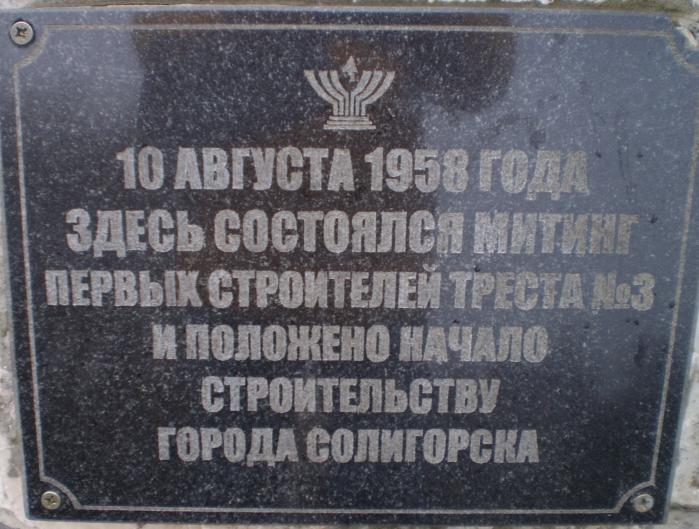 10 АВГУСТА 1958 ГОДА
ЗДЕСЬ СОСТОЯЛСЯ МИТИНГ
ПЕРВЫХ СТРОИТЕЛЕЙ ТРЕСТА №3
И ПОЛОЖЕНО НАЧАЛО
СТРОИТЕЛЬСТВУ
ГОРОДА СОЛИГОРСКА